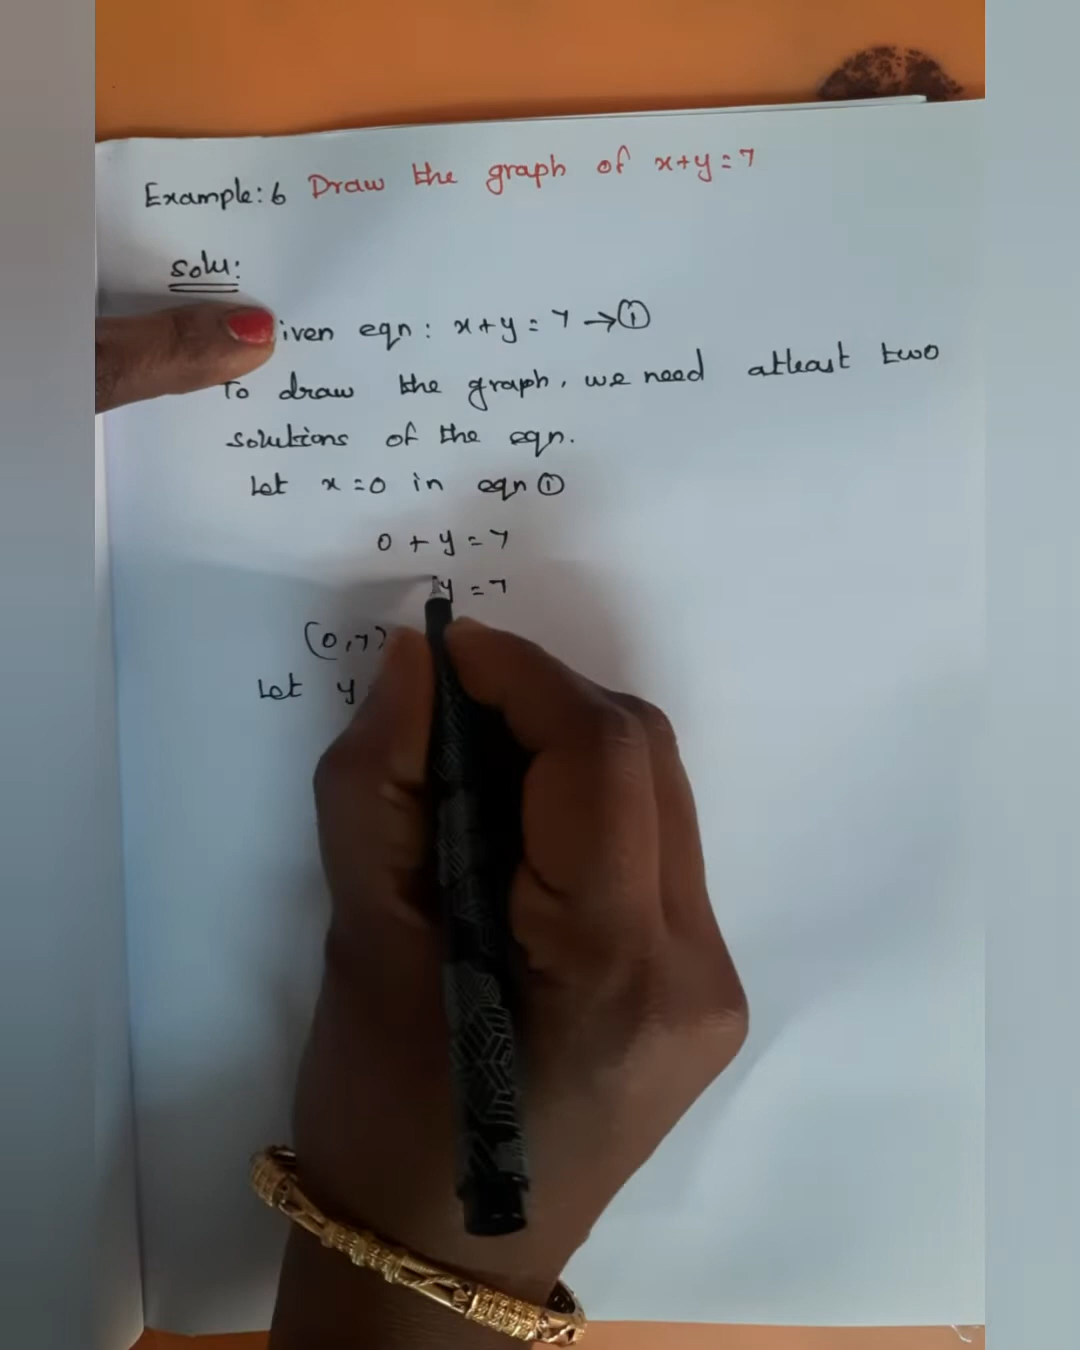 Example: 6 Draw the graph of x+y=7
Solu:
iven eqn: x+y=7 →①
To draw the graph, we need atleast two
solutions of the eqn.
Let x=0 in eqn ①
0+y=7
y=7
(0,7)
Let y